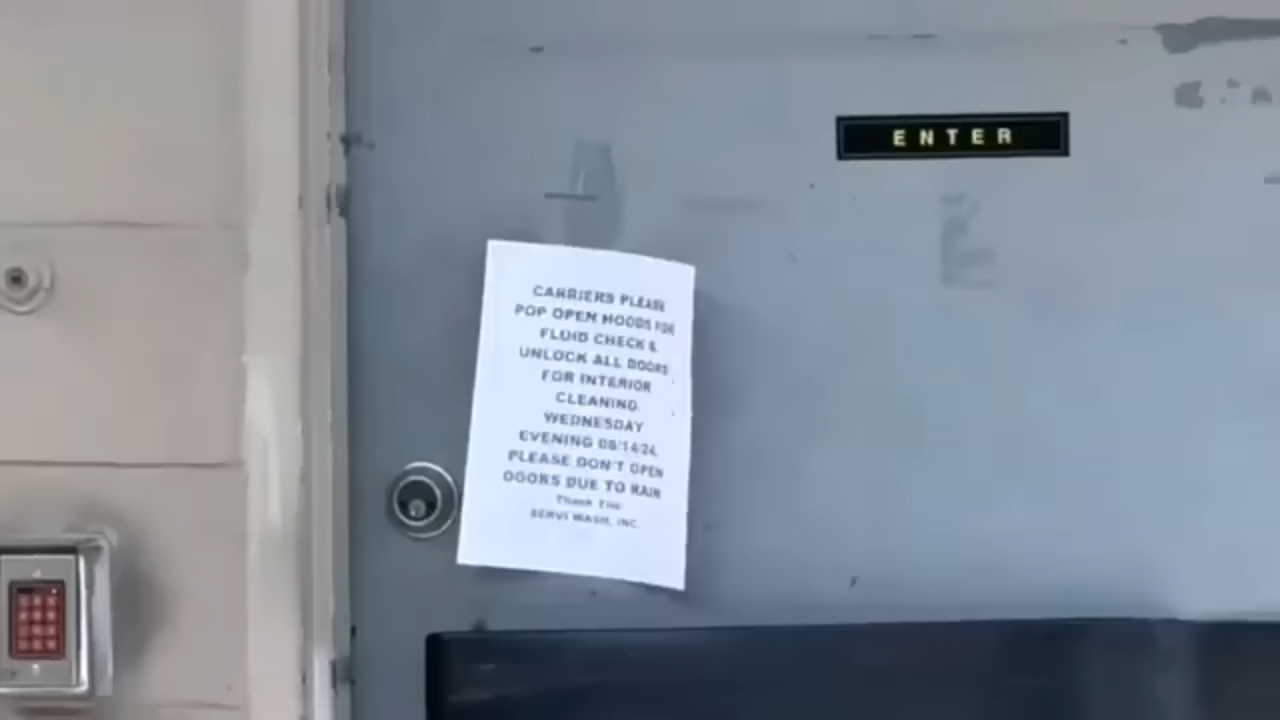 ENTER
CARRIERS PLEASE
POP OPEN HOODS FOR
FLUID CHECK &
UNLOCK ALL DOORS
FOR INTERIOR
CLEANING.
WEDNESDAY
EVENING 08/14/24.
PLEASE DON'T OPEN
DOORS DUE TO RAIN
Thank
SERVI WASH, INC.